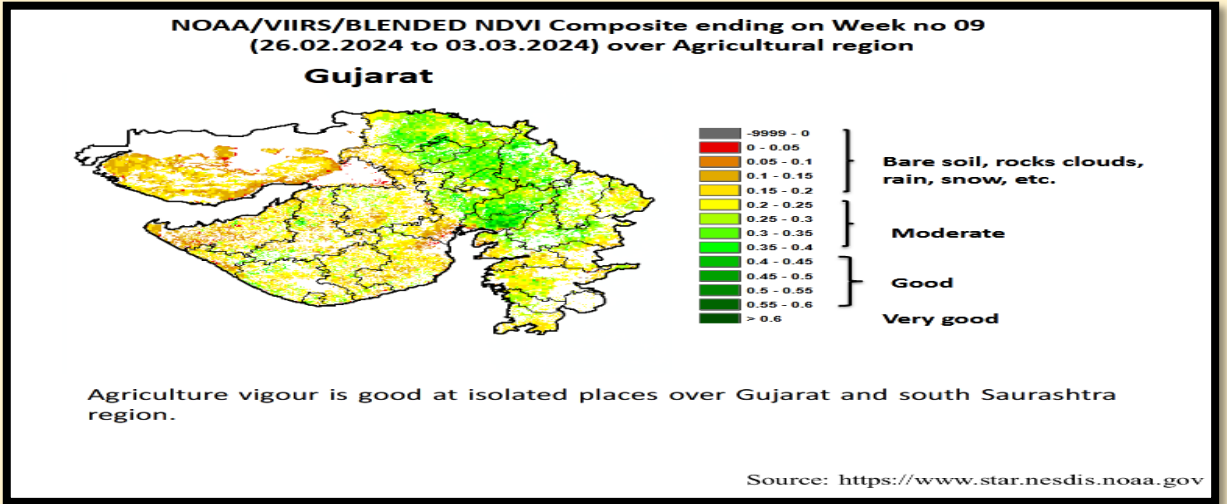 NOAA/VIIRS/BLENDED NDVI Composite ending on Week no 09
(26.02.2024 to 03.03.2024) over Agricultural region
Gujarat
-9999 - 0
0 - 0.05
0.05 - 0.1
0.1 - 0.15
0.15 - 0.2
0.2 - 0.25
0.25 - 0.3
0.3 - 0.35
0.35 - 0.4
0.4 - 0.45
0.45 - 0.5
0.5 - 0.55
0.55 - 0.6
> 0.6
Bare soil, rocks clouds,
rain, snow, etc.
Moderate
Good
Very good
Agriculture vigour is good at isolated places over Gujarat and south Saurashtra
region.
Source: https://www.star.nesdis.noaa.gov